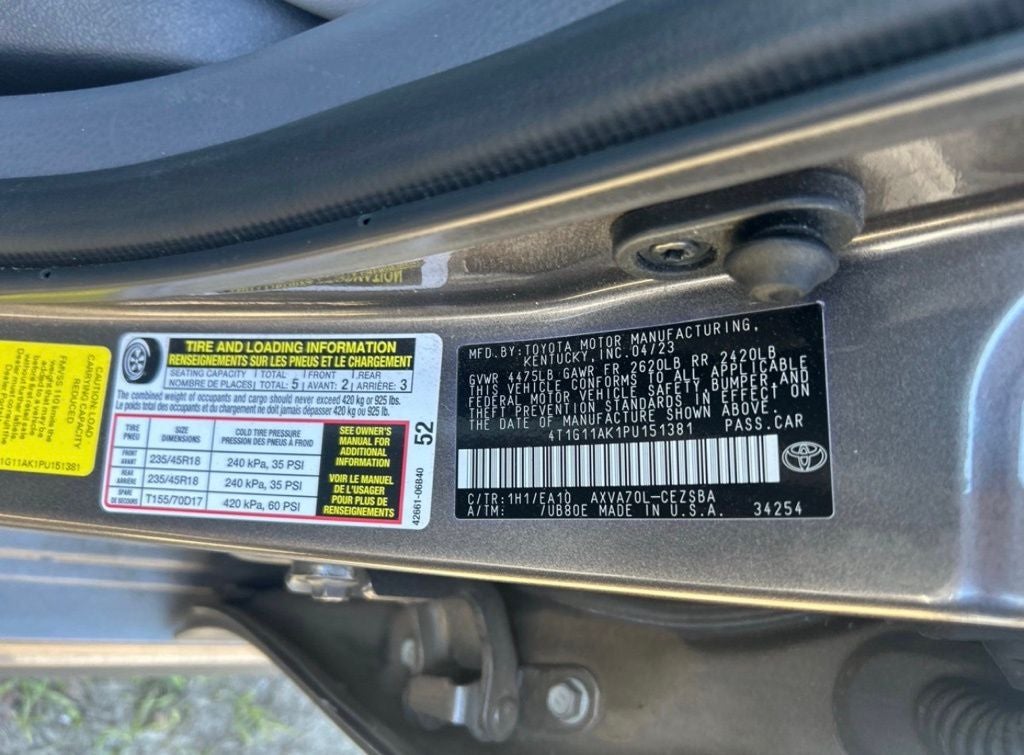 CAUTION: LOAD
CARRYING CAPACITY
REDUCED
1G11AK1PU151381
TIRE AND LOADING INFORMATION
RENSEIGNEMENTS SUR LES PNEUS ET LE CHARGEMENT
SEATING CAPACITY | TOTAL | FRONT | REAR
NOMBRE DE PLACES | TOTAL: 5 | AVANT: 2 | ARRIÈRE: 3
The combined weight of occupants and cargo should never exceed 420 kg or 925 lbs.
Le poids total des occupants et du chargement ne doit jamais dépasser 420 kg ou 925 lb.
TIRE PNEU | SIZE DIMENSIONS | COLD TIRE PRESSURE PRESSION DES PNEUS À FROID
FRONT AVANT | 235/45R18 | 240 kPa, 35 PSI
REAR ARRIÈRE | 235/45R18 | 240 kPa, 35 PSI
SPARE DE SECOURS | T155/70D17 | 420 kPa, 60 PSI
SEE OWNER'S
MANUAL FOR
ADDITIONAL
INFORMATION
VOIR LE MANUEL
DE L'USAGER
POUR PLUS DE
RENSEIGNEMENTS
42661-06840 52
MFD.BY:TOYOTA MOTOR MANUFACTURING,
KENTUCKY,INC.04/23
GVWR 4475LB GAWR FR 2620LB RR 2420LB
THIS VEHICLE CONFORMS TO ALL APPLICABLE
FEDERAL MOTOR VEHICLE SAFETY,BUMPER,AND
THEFT PREVENTION STANDARDS IN EFFECT ON
THE DATE OF MANUFACTURE SHOWN ABOVE.
4T1G11AK1PU151381 PASS.CAR
C/TR:1H1/EA10 AXVA70L-CEZSBA
A/TM: 7UB80E MADE IN U.S.A. 34254